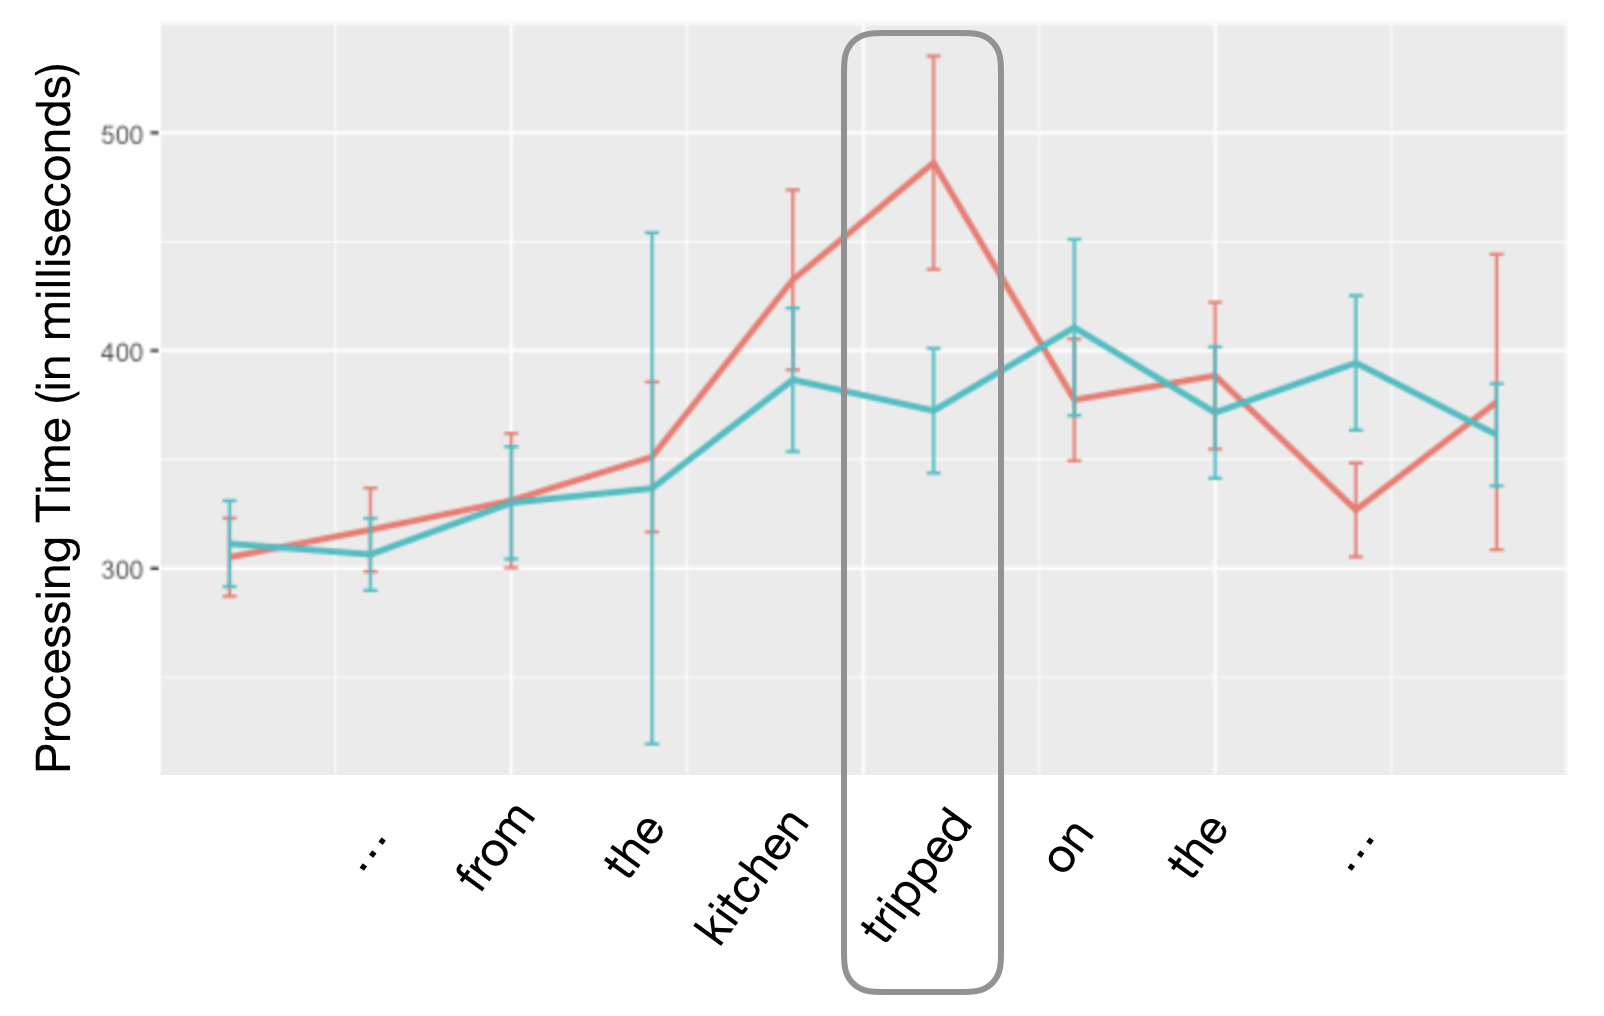 Processing Time (in milliseconds)
500
400
300
...
from
the
kitchen
tripped
on
the
...